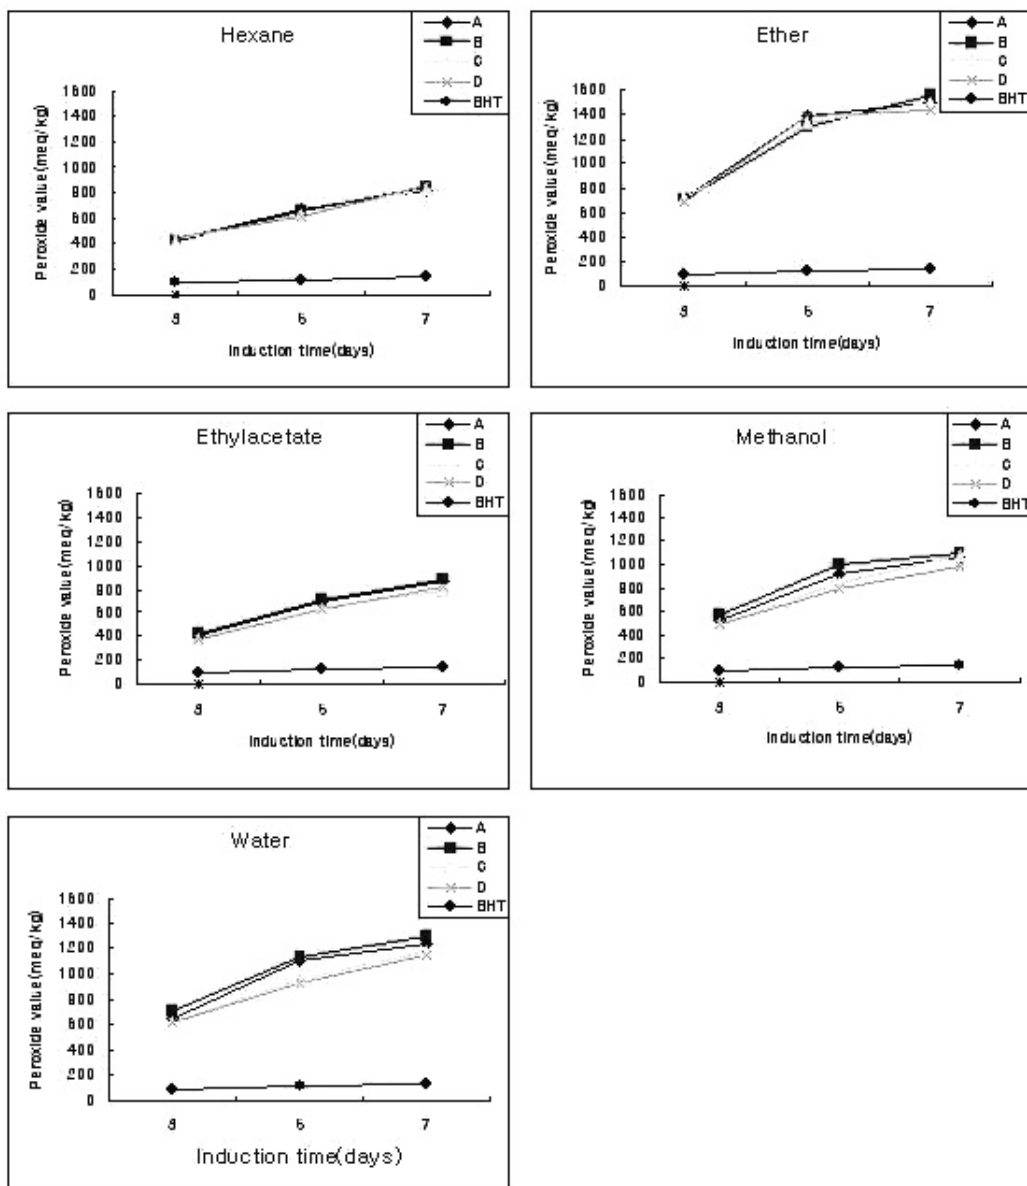 Hexane
A
B
C
D
BHT
Peroxide value(meq/kg)
1600
1400
1200
1000
800
600
400
200
0
3 5 7
Induction time(days)
Ether
A
B
C
D
BHT
Peroxide value(meq/kg)
1600
1400
1200
1000
800
600
400
200
0
3 5 7
Induction time(days)
Ethylacetate
A
B
C
D
BHT
Peroxide value(meq/kg)
1600
1400
1200
1000
800
600
400
200
0
3 5 7
Induction time(days)
Methanol
A
B
C
D
BHT
Peroxide value(meq/kg)
1600
1400
1200
1000
800
600
400
200
0
3 5 7
Induction time(days)
Water
A
B
C
D
BHT
Peroxide value(meq/kg)
1600
1400
1200
1000
800
600
400
200
0
3 5 7
Induction time(days)